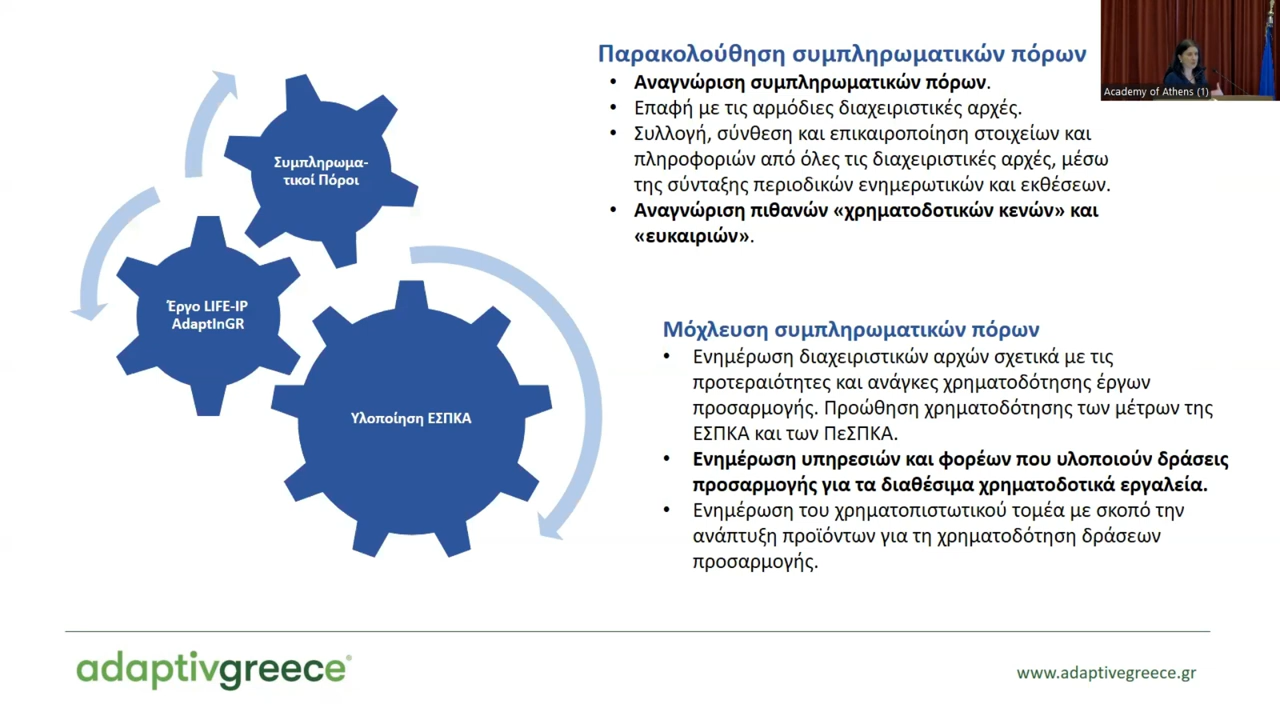 Παρακολούθηση συμπληρωματικών πόρων
• Αναγνώριση συμπληρωματικών πόρων.
• Επαφή με τις αρμόδιες διαχειριστικές αρχές.
• Συλλογή, σύνθεση και επικαιροποίηση στοιχείων και
πληροφοριών από όλες τις διαχειριστικές αρχές, μέσω
της σύνταξης περιοδικών ενημερωτικών και εκθέσεων.
• Αναγνώριση πιθανών «χρηματοδοτικών κενών» και
«ευκαιριών».
Academy of Athens (1)
Συμπληρωμα-
τικοί Πόροι
Έργο LIFE-IP
AdaptInGR
Υλοποίηση ΕΣΠΚΑ
Μόχλευση συμπληρωματικών πόρων
• Ενημέρωση διαχειριστικών αρχών σχετικά με τις
προτεραιότητες και ανάγκες χρηματοδότησης έργων
προσαρμογής. Προώθηση χρηματοδότησης των μέτρων της
ΕΣΠΚΑ και των ΠεΣΠΚΑ.
• Ενημέρωση υπηρεσιών και φορέων που υλοποιούν δράσεις
προσαρμογής για τα διαθέσιμα χρηματοδοτικά εργαλεία.
• Ενημέρωση του χρηματοπιστωτικού τομέα με σκοπό την
ανάπτυξη προϊόντων για τη χρηματοδότηση δράσεων
προσαρμογής.
adaptivgreece
www.adaptivegreece.gr